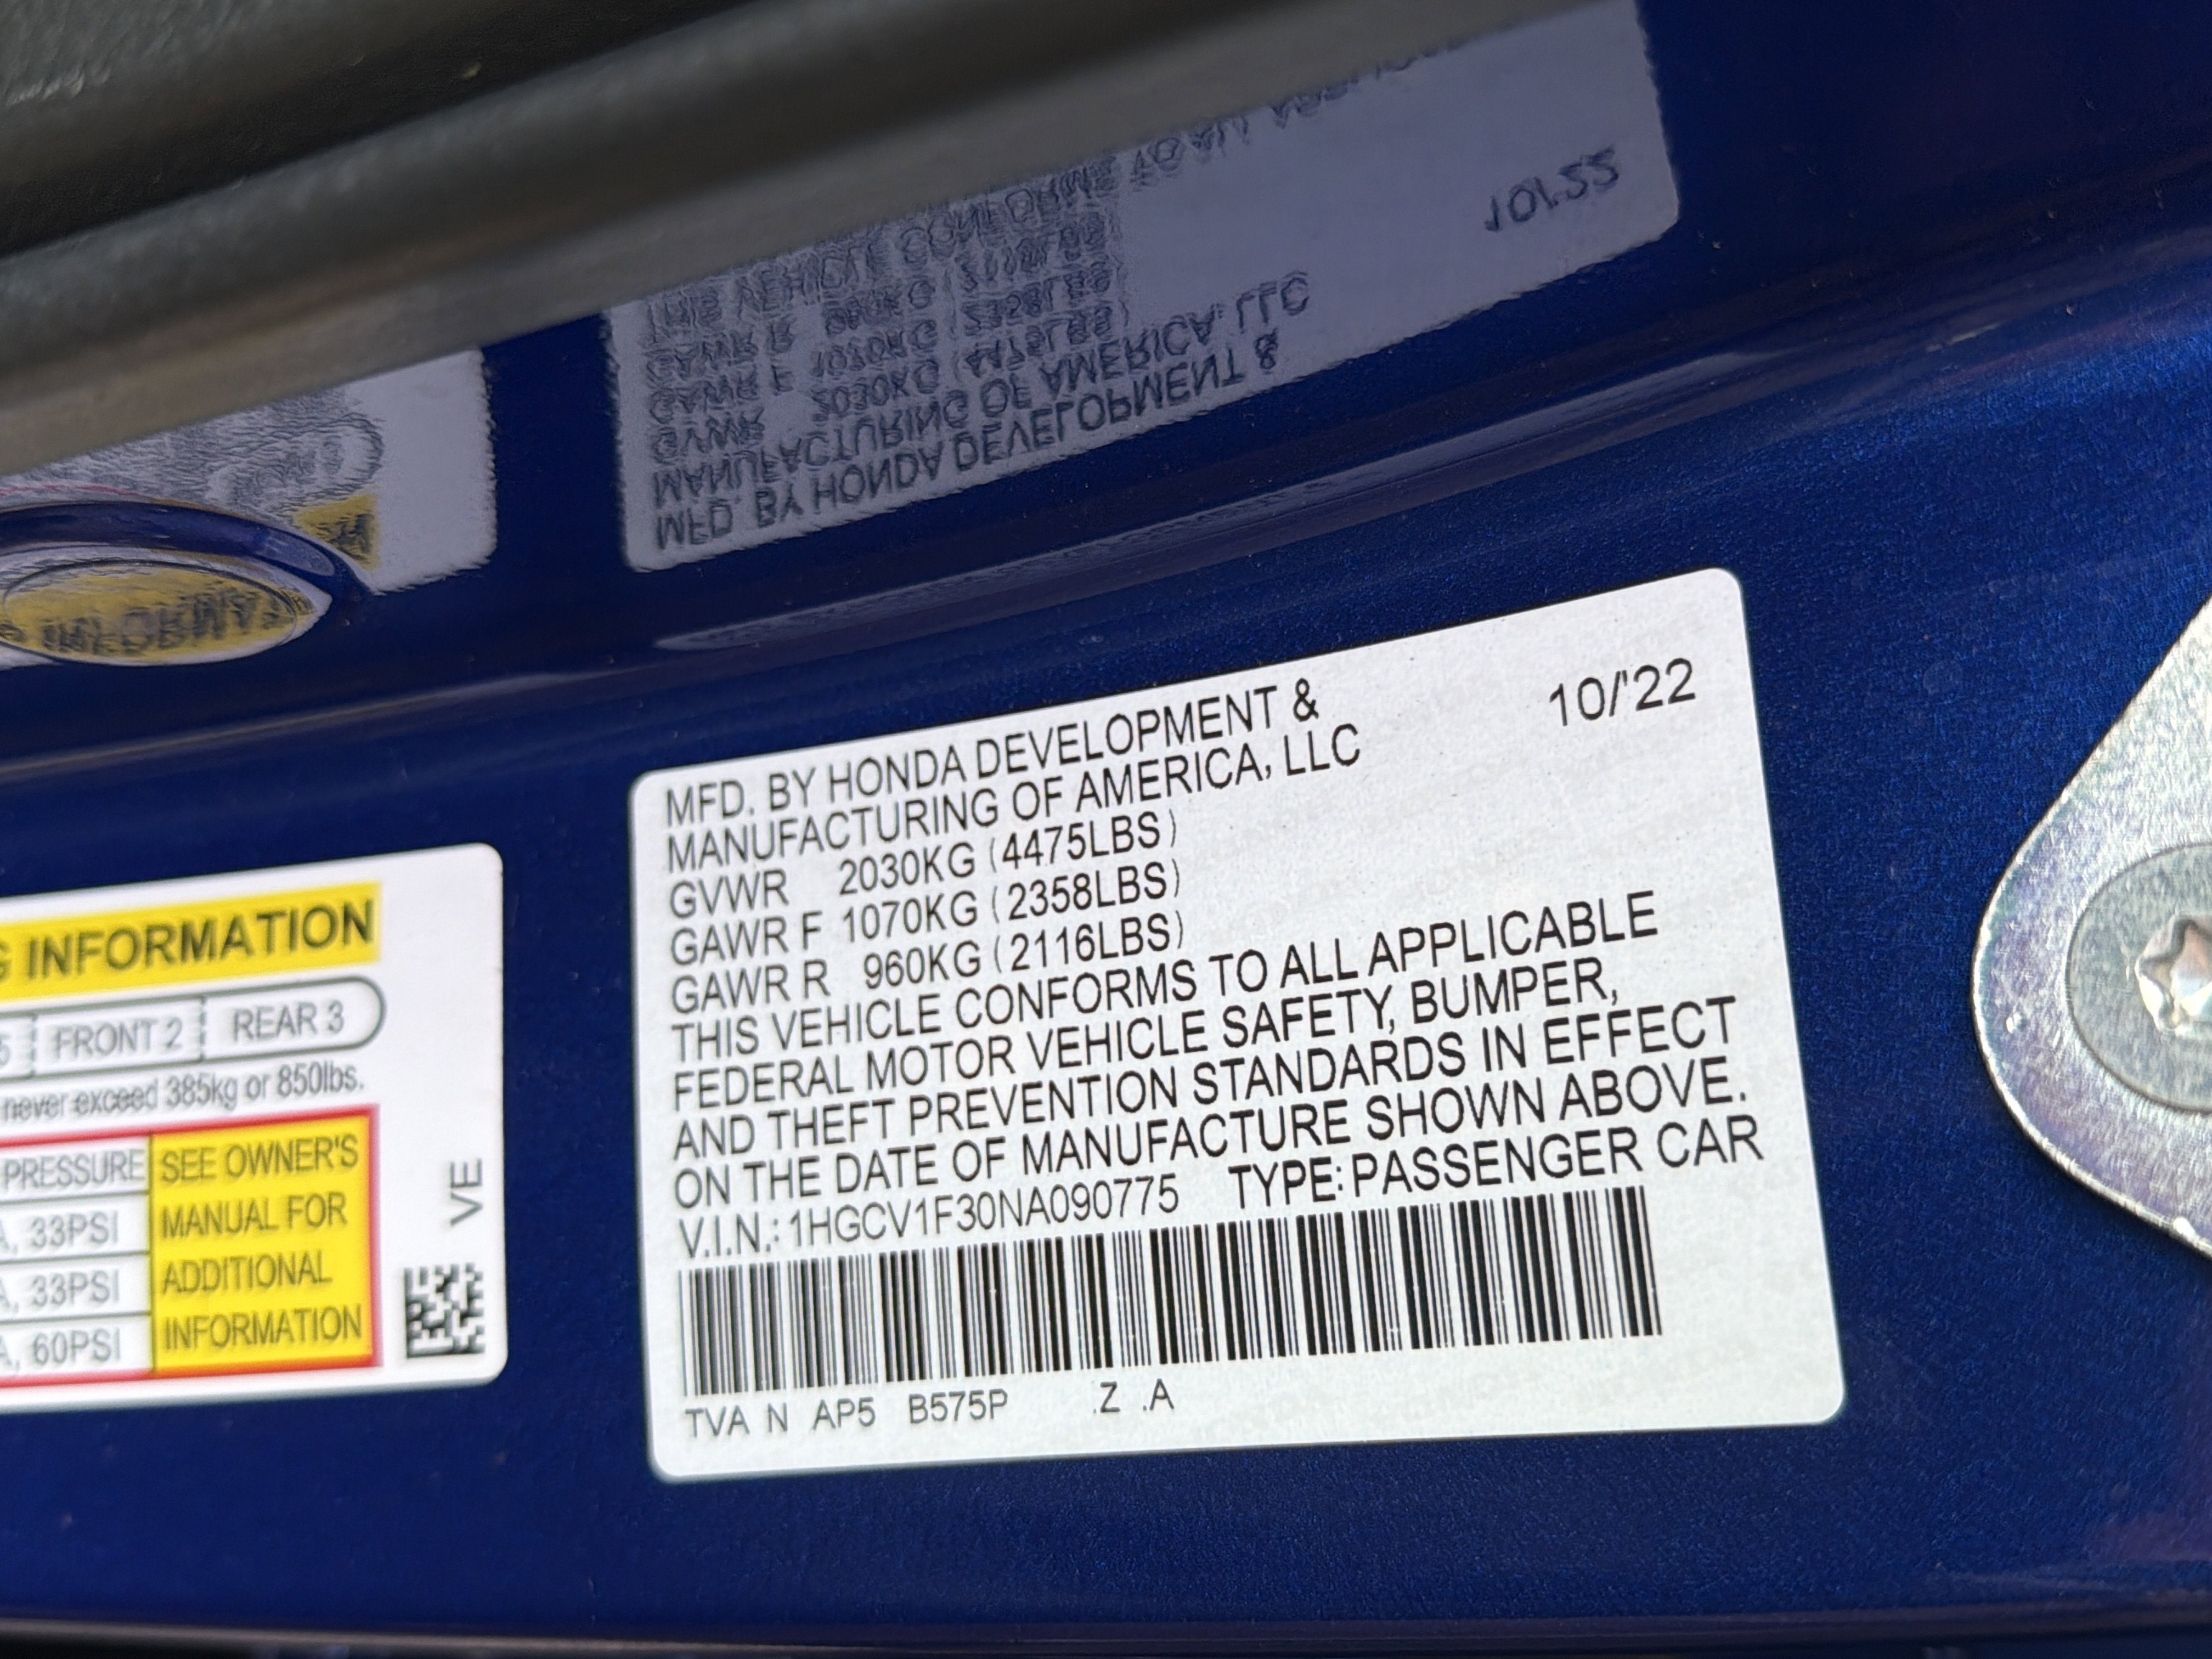 G INFORMATION
5 FRONT 2 REAR 3
never exceed 385kg or 850lbs.
PRESSURE SEE OWNER'S
MANUAL FOR
ADDITIONAL
INFORMATION
33PSI
33PSI
60PSI
VE
MFD. BY HONDA DEVELOPMENT & 10/'22
MANUFACTURING OF AMERICA, LLC
GVWR 2030KG (4475LBS)
GAWR F 1070KG (2358LBS)
GAWR R 960KG (2116LBS)
THIS VEHICLE CONFORMS TO ALL APPLICABLE
FEDERAL MOTOR VEHICLE SAFETY, BUMPER,
AND THEFT PREVENTION STANDARDS IN EFFECT
ON THE DATE OF MANUFACTURE SHOWN ABOVE.
V.I.N.: 1HGCV1F30NA090775 TYPE: PASSENGER CAR
TVA N AP5 B575P .Z .A